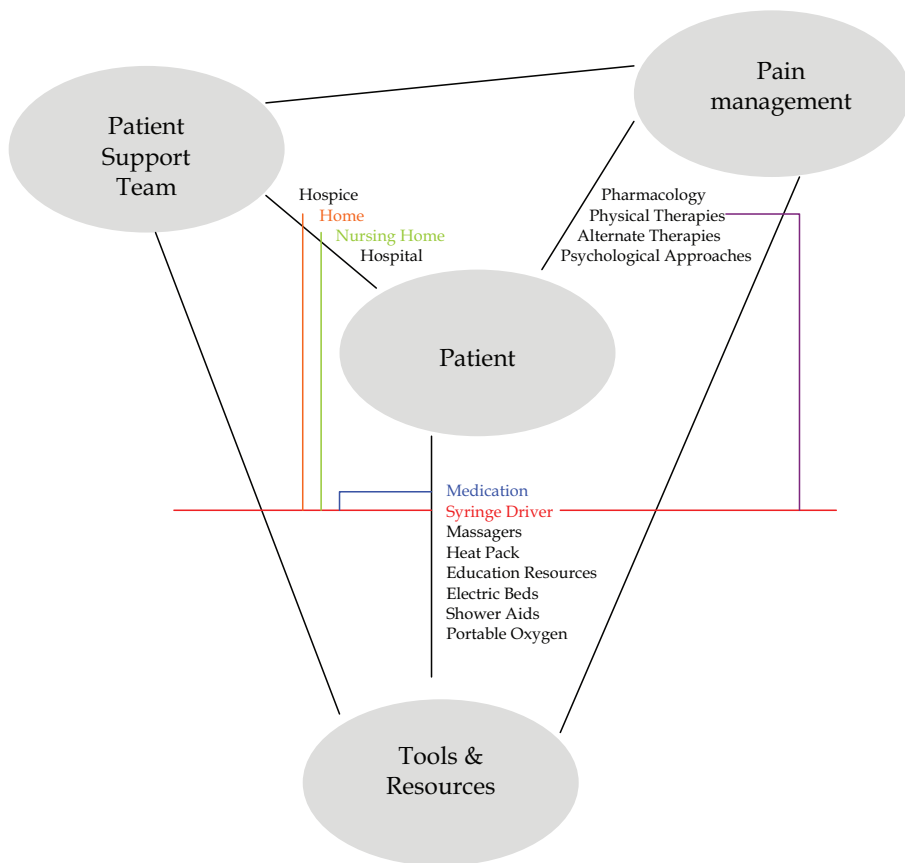 Pain
management
Patient
Support
Team
Hospice
Home
Nursing Home
Hospital
Pharmacology
Physical Therapies
Alternate Therapies
Psychological Approaches
Patient
Medication
Syringe Driver
Massagers
Heat Pack
Education Resources
Electric Beds
Shower Aids
Portable Oxygen
Tools &
Resources